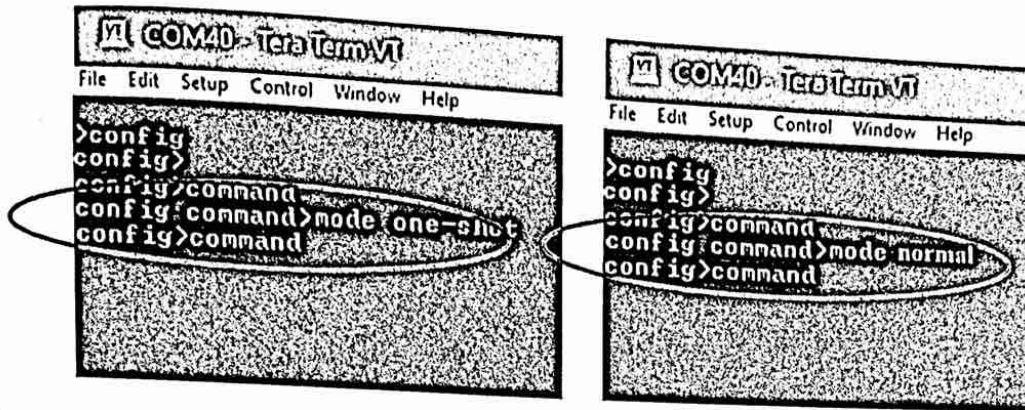 COM40 - Tera Term VT
File Edit Setup Control Window Help
>config
config>
config>command
config:command>mode one-shot
config>command
COM40 - Tera Term VT
File Edit Setup Control Window Help
>config
config>
config>command
config:command>mode normal
config>command